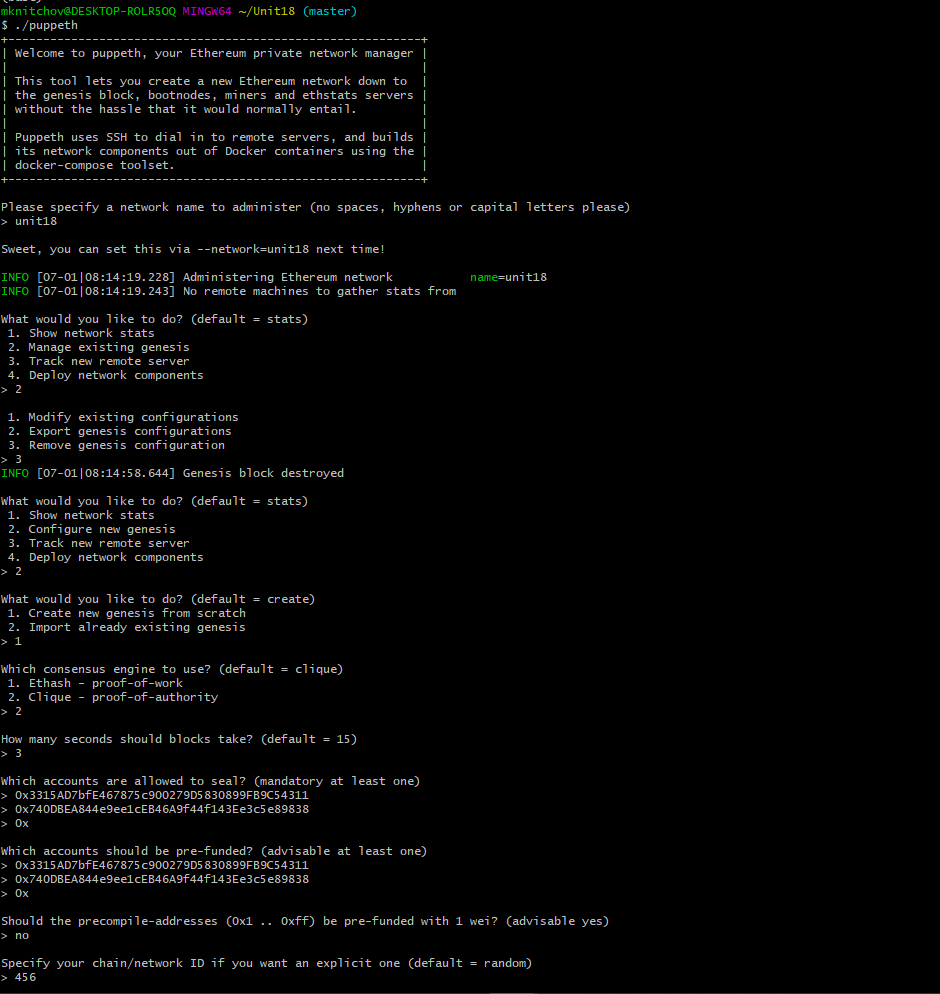 mknitchov@DESKTOP-ROLR5OQ MINGW64 ~/Unit18 (master)
$ ./puppeth
+-----------------------------------------------------------+
| Welcome to puppeth, your Ethereum private network manager |
|                                                           |
| This tool lets you create a new Ethereum network down to  |
| the genesis block, bootnodes, miners and ethstats servers |
| without the hassle that it would normally entail.         |
|                                                           |
| Puppeth uses SSH to dial in to remote servers, and builds |
| its network components out of Docker containers using the |
| docker-compose toolset.                                   |
+-----------------------------------------------------------+
Please specify a network name to administer (no spaces, hyphens or capital letters please)
> unit18
Sweet, you can set this via --network=unit18 next time!
INFO [07-01|08:14:19.228] Administering Ethereum network           name=unit18
INFO [07-01|08:14:19.243] No remote machines to gather stats from
What would you like to do? (default = stats)
 1. Show network stats
 2. Manage existing genesis
 3. Track new remote server
 4. Deploy network components
> 2
 1. Modify existing configurations
 2. Export genesis configurations
 3. Remove genesis configuration
> 3
INFO [07-01|08:14:58.644] Genesis block destroyed
What would you like to do? (default = stats)
 1. Show network stats
 2. Configure new genesis
 3. Track new remote server
 4. Deploy network components
> 2
What would you like to do? (default = create)
 1. Create new genesis from scratch
 2. Import already existing genesis
> 1
Which consensus engine to use? (default = clique)
 1. Ethash - proof-of-work
 2. Clique - proof-of-authority
> 2
How many seconds should blocks take? (default = 15)
> 3
Which accounts are allowed to seal? (mandatory at least one)
> 0x3315AD7bfE467875c900279D5830899FB9C54311
> 0x740DBEA844e9ee1cEB46A9f44f143Ee3c5e89838
> 0x
Which accounts should be pre-funded? (advisable at least one)
> 0x3315AD7bfE467875c900279D5830899FB9C54311
> 0x740DBEA844e9ee1cEB46A9f44f143Ee3c5e89838
> 0x
Should the precompile-addresses (0x1 .. 0xff) be pre-funded with 1 wei? (advisable yes)
> no
Specify your chain/network ID if you want an explicit one (default = random)
> 456